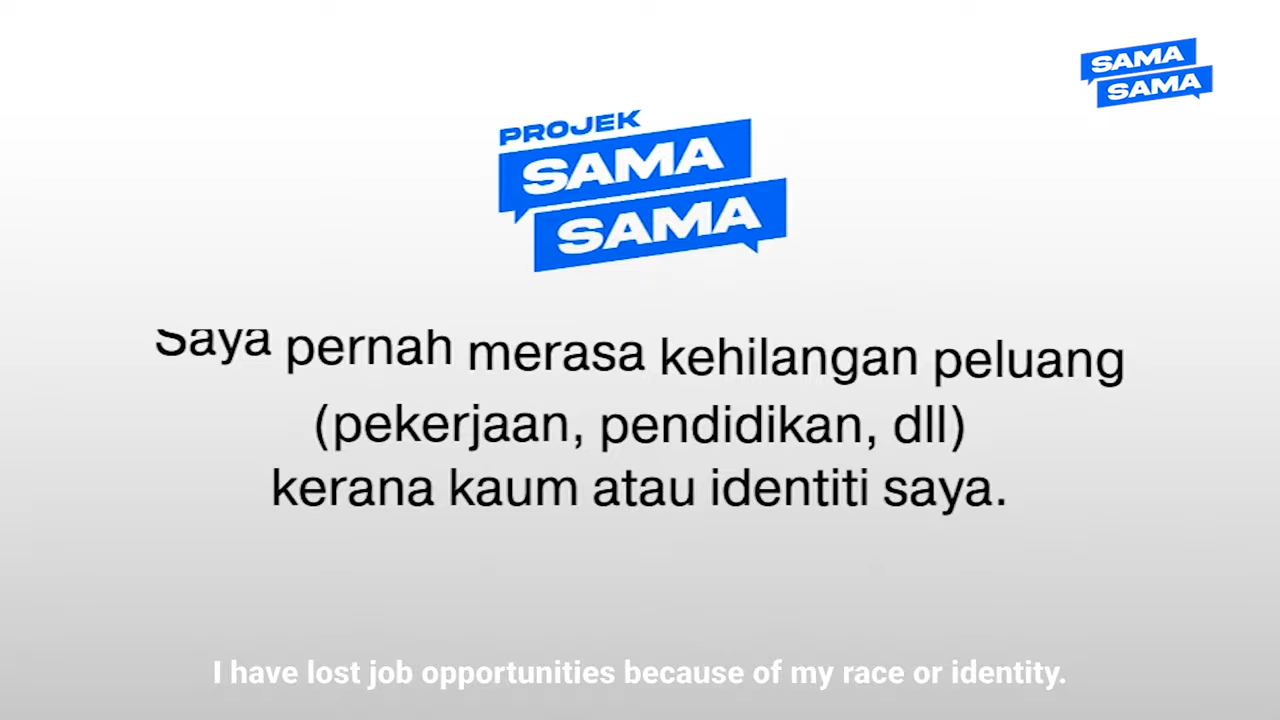 SAMA
SAMA
PROJEK
SAMA
SAMA
Saya pernah merasa kehilangan peluang
(pekerjaan, pendidikan, dll)
kerana kaum atau identiti saya.
I have lost job opportunities because of my race or identity.